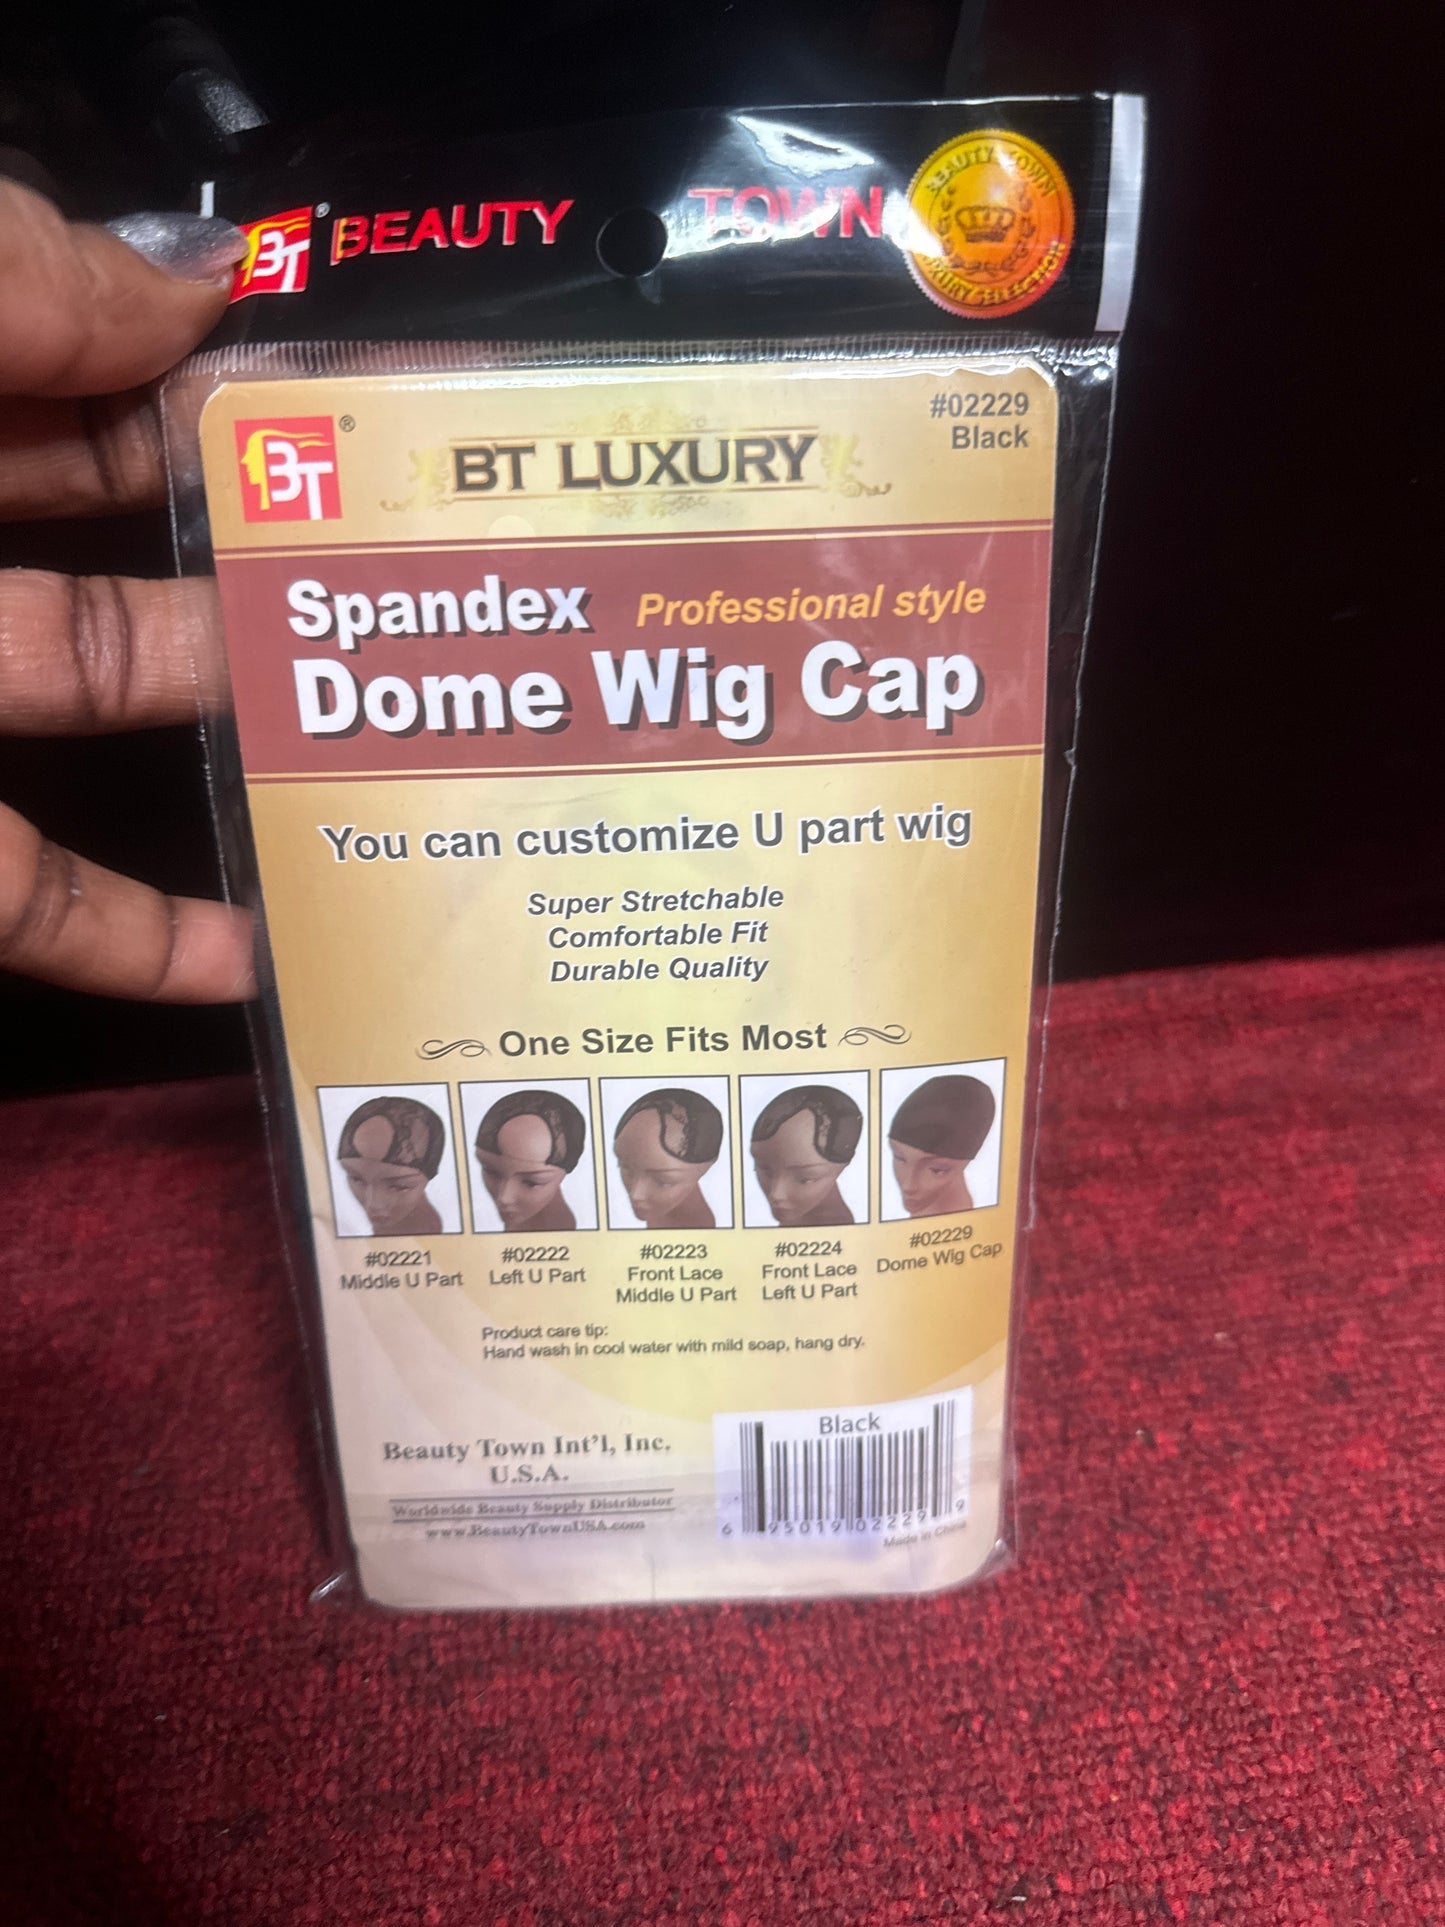 BT® BEAUTY TOWN
BEAUTY TOWN
LUXURY SELECTION
BT®
BT LUXURY
#02229
Black
Spandex Professional style
Dome Wig Cap
You can customize U part wig
Super Stretchable
Comfortable Fit
Durable Quality
One Size Fits Most
#02221
Middle U Part
#02222
Left U Part
#02223
Front Lace
Middle U Part
#02224
Front Lace
Left U Part
#02229
Dome Wig Cap
Product care tip:
Hand wash in cool water with mild soap, hang dry.
Beauty Town Int'l, Inc.
U.S.A.
Worldwide Beauty Supply Distributor
www.BeautyTownUSA.com
Black
6 95019 02229 9
Made in China